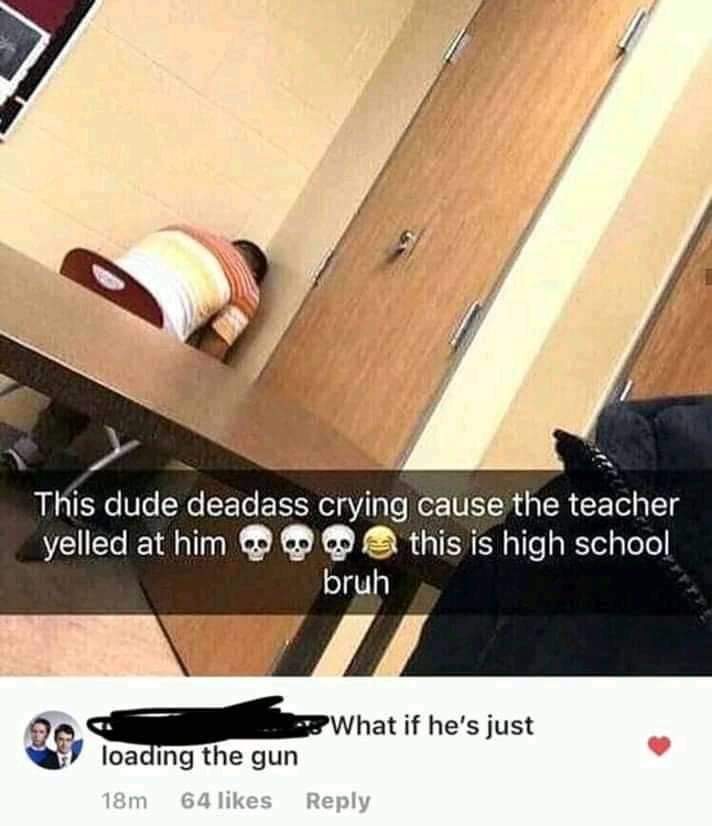 This dude deadass crying cause the teacher
yelled at him 💀💀💀😂 this is high school
bruh
What if he's just
loading the gun
18m 64 likes Reply